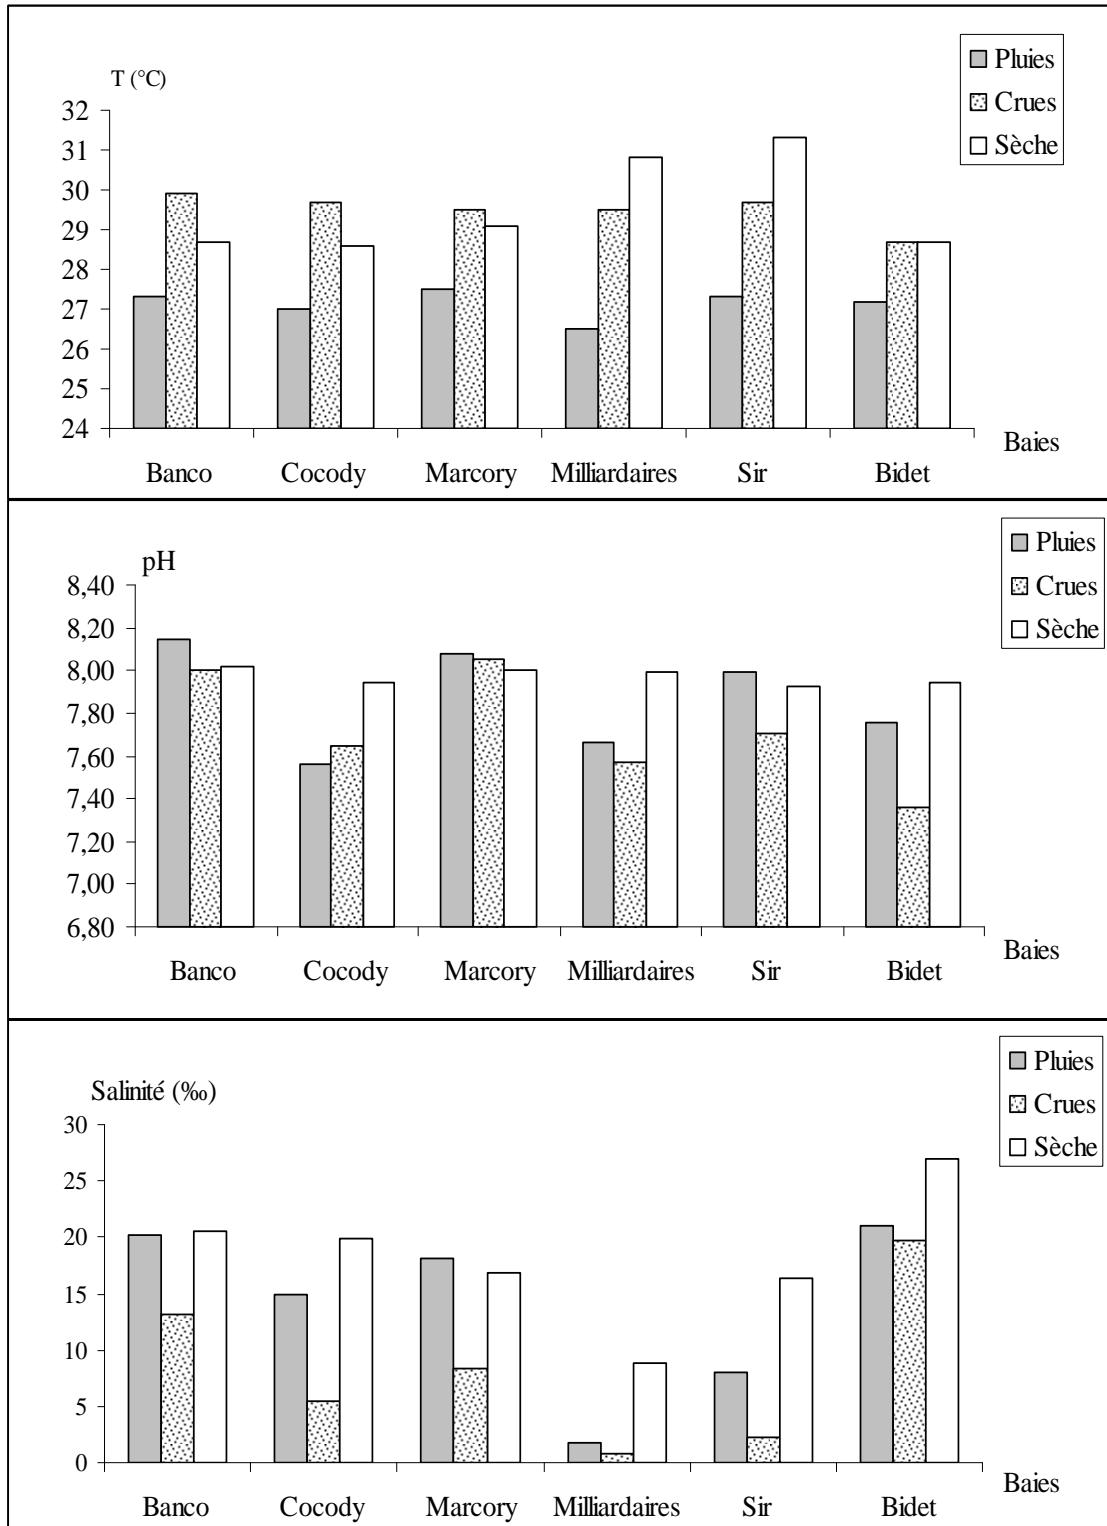 T (°C)
Pluies
Crues
Sèche
32
31
30
29
28
27
26
25
24
Baies
Banco Cocody Marcory Milliardaires Sir Bidet
pH
Pluies
Crues
Sèche
8,40
8,20
8,00
7,80
7,60
7,40
7,20
7,00
6,80
Baies
Banco Cocody Marcory Milliardaires Sir Bidet
Salinité (‰)
Pluies
Crues
Sèche
30
25
20
15
10
5
0
Baies
Banco Cocody Marcory Milliardaires Sir Bidet